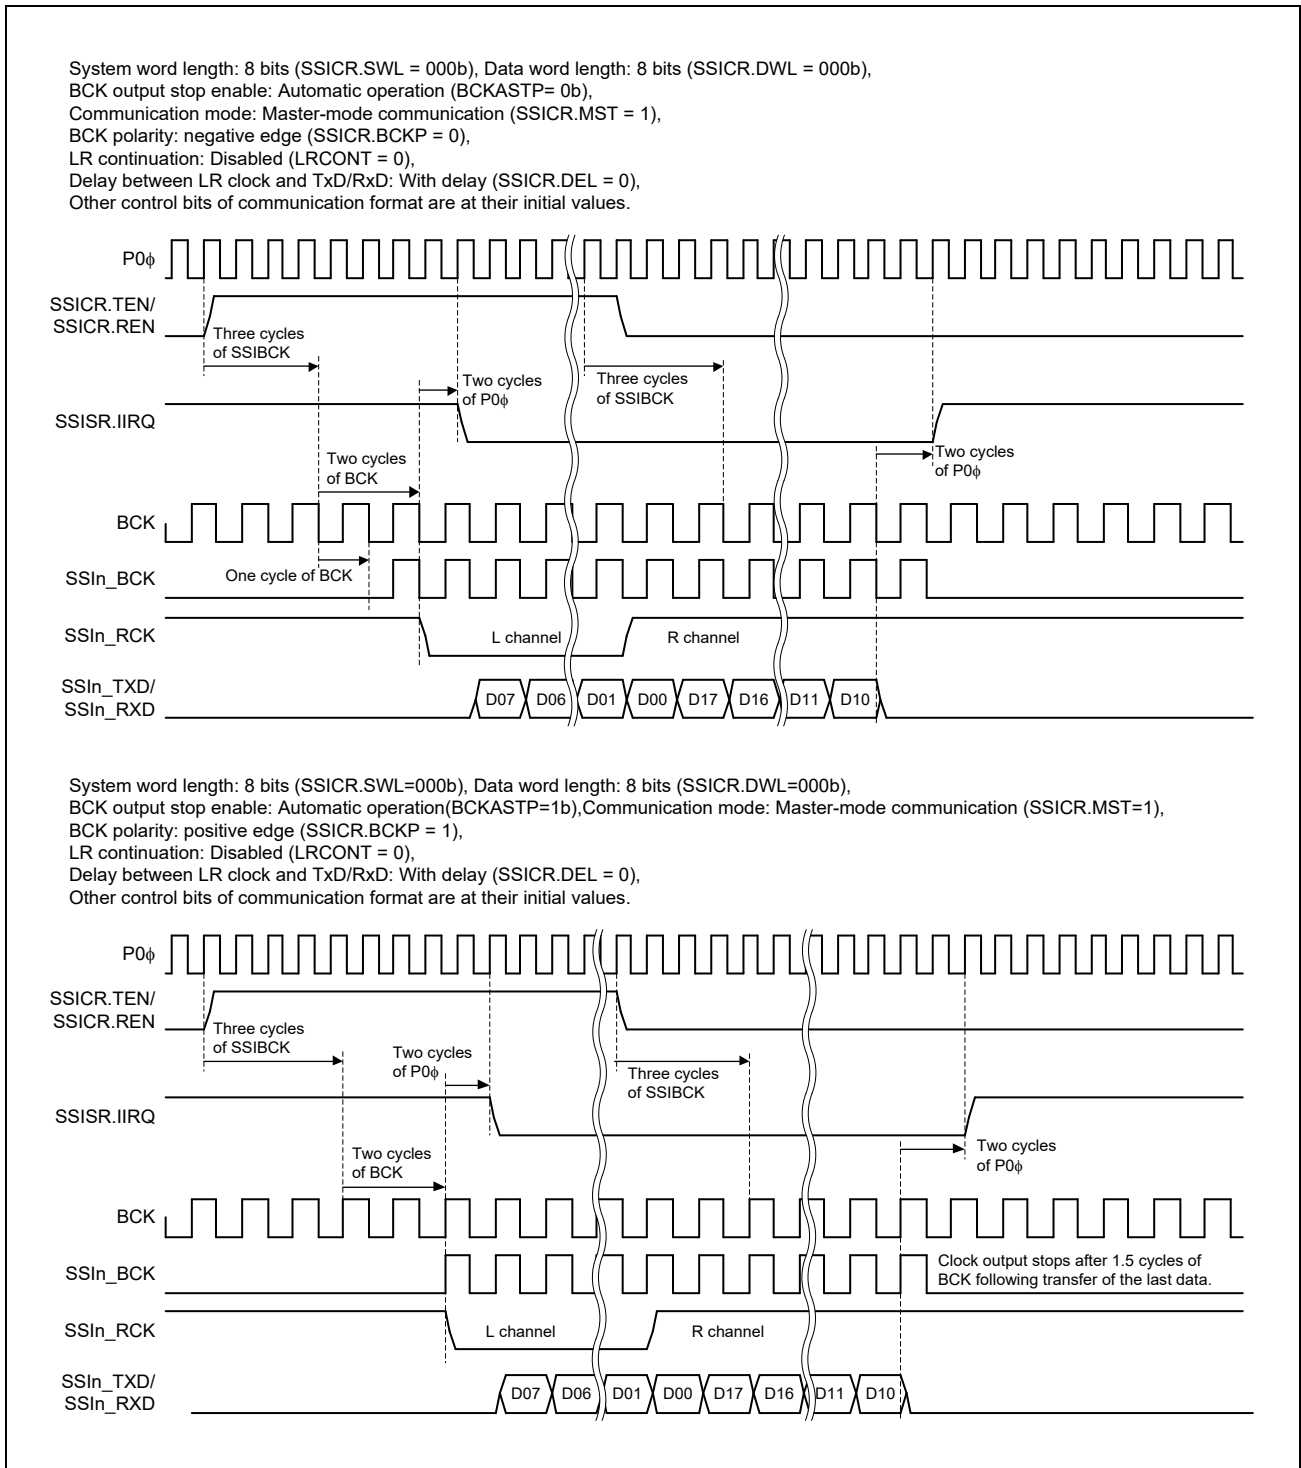 System word length: 8 bits (SSICR.SWL = 000b), Data word length: 8 bits (SSICR.DWL = 000b),
BCK output stop enable: Automatic operation (BCKASTP= 0b),
Communication mode: Master-mode communication (SSICR.MST = 1),
BCK polarity: negative edge (SSICR.BCKP = 0),
LR continuation: Disabled (LRCONT = 0),
Delay between LR clock and TxD/RxD: With delay (SSICR.DEL = 0),
Other control bits of communication format are at their initial values.
P0ϕ
SSICR.TEN/
SSICR.REN
Three cycles
of SSIBCK
Two cycles
of P0ϕ
Three cycles
of SSIBCK
SSISR.IIRQ
Two cycles
of BCK
Two cycles
of P0ϕ
BCK
One cycle of BCK
SSIn_BCK
SSIn_RCK
L channel
R channel
SSIn_TXD/
SSIn_RXD
D07 D06 D01 D00 D17 D16 D11 D10
System word length: 8 bits (SSICR.SWL=000b), Data word length: 8 bits (SSICR.DWL=000b),
BCK output stop enable: Automatic operation(BCKASTP=1b),Communication mode: Master-mode communication (SSICR.MST=1),
BCK polarity: positive edge (SSICR.BCKP = 1),
LR continuation: Disabled (LRCONT = 0),
Delay between LR clock and TxD/RxD: With delay (SSICR.DEL = 0),
Other control bits of communication format are at their initial values.
P0ϕ
SSICR.TEN/
SSICR.REN
Three cycles
of SSIBCK
Two cycles
of P0ϕ
Three cycles
of SSIBCK
SSISR.IIRQ
Two cycles
of BCK
Two cycles
of P0ϕ
BCK
SSIn_BCK
Clock output stops after 1.5 cycles of
BCK following transfer of the last data.
SSIn_RCK
L channel
R channel
SSIn_TXD/
SSIn_RXD
D07 D06 D01 D00 D17 D16 D11 D10